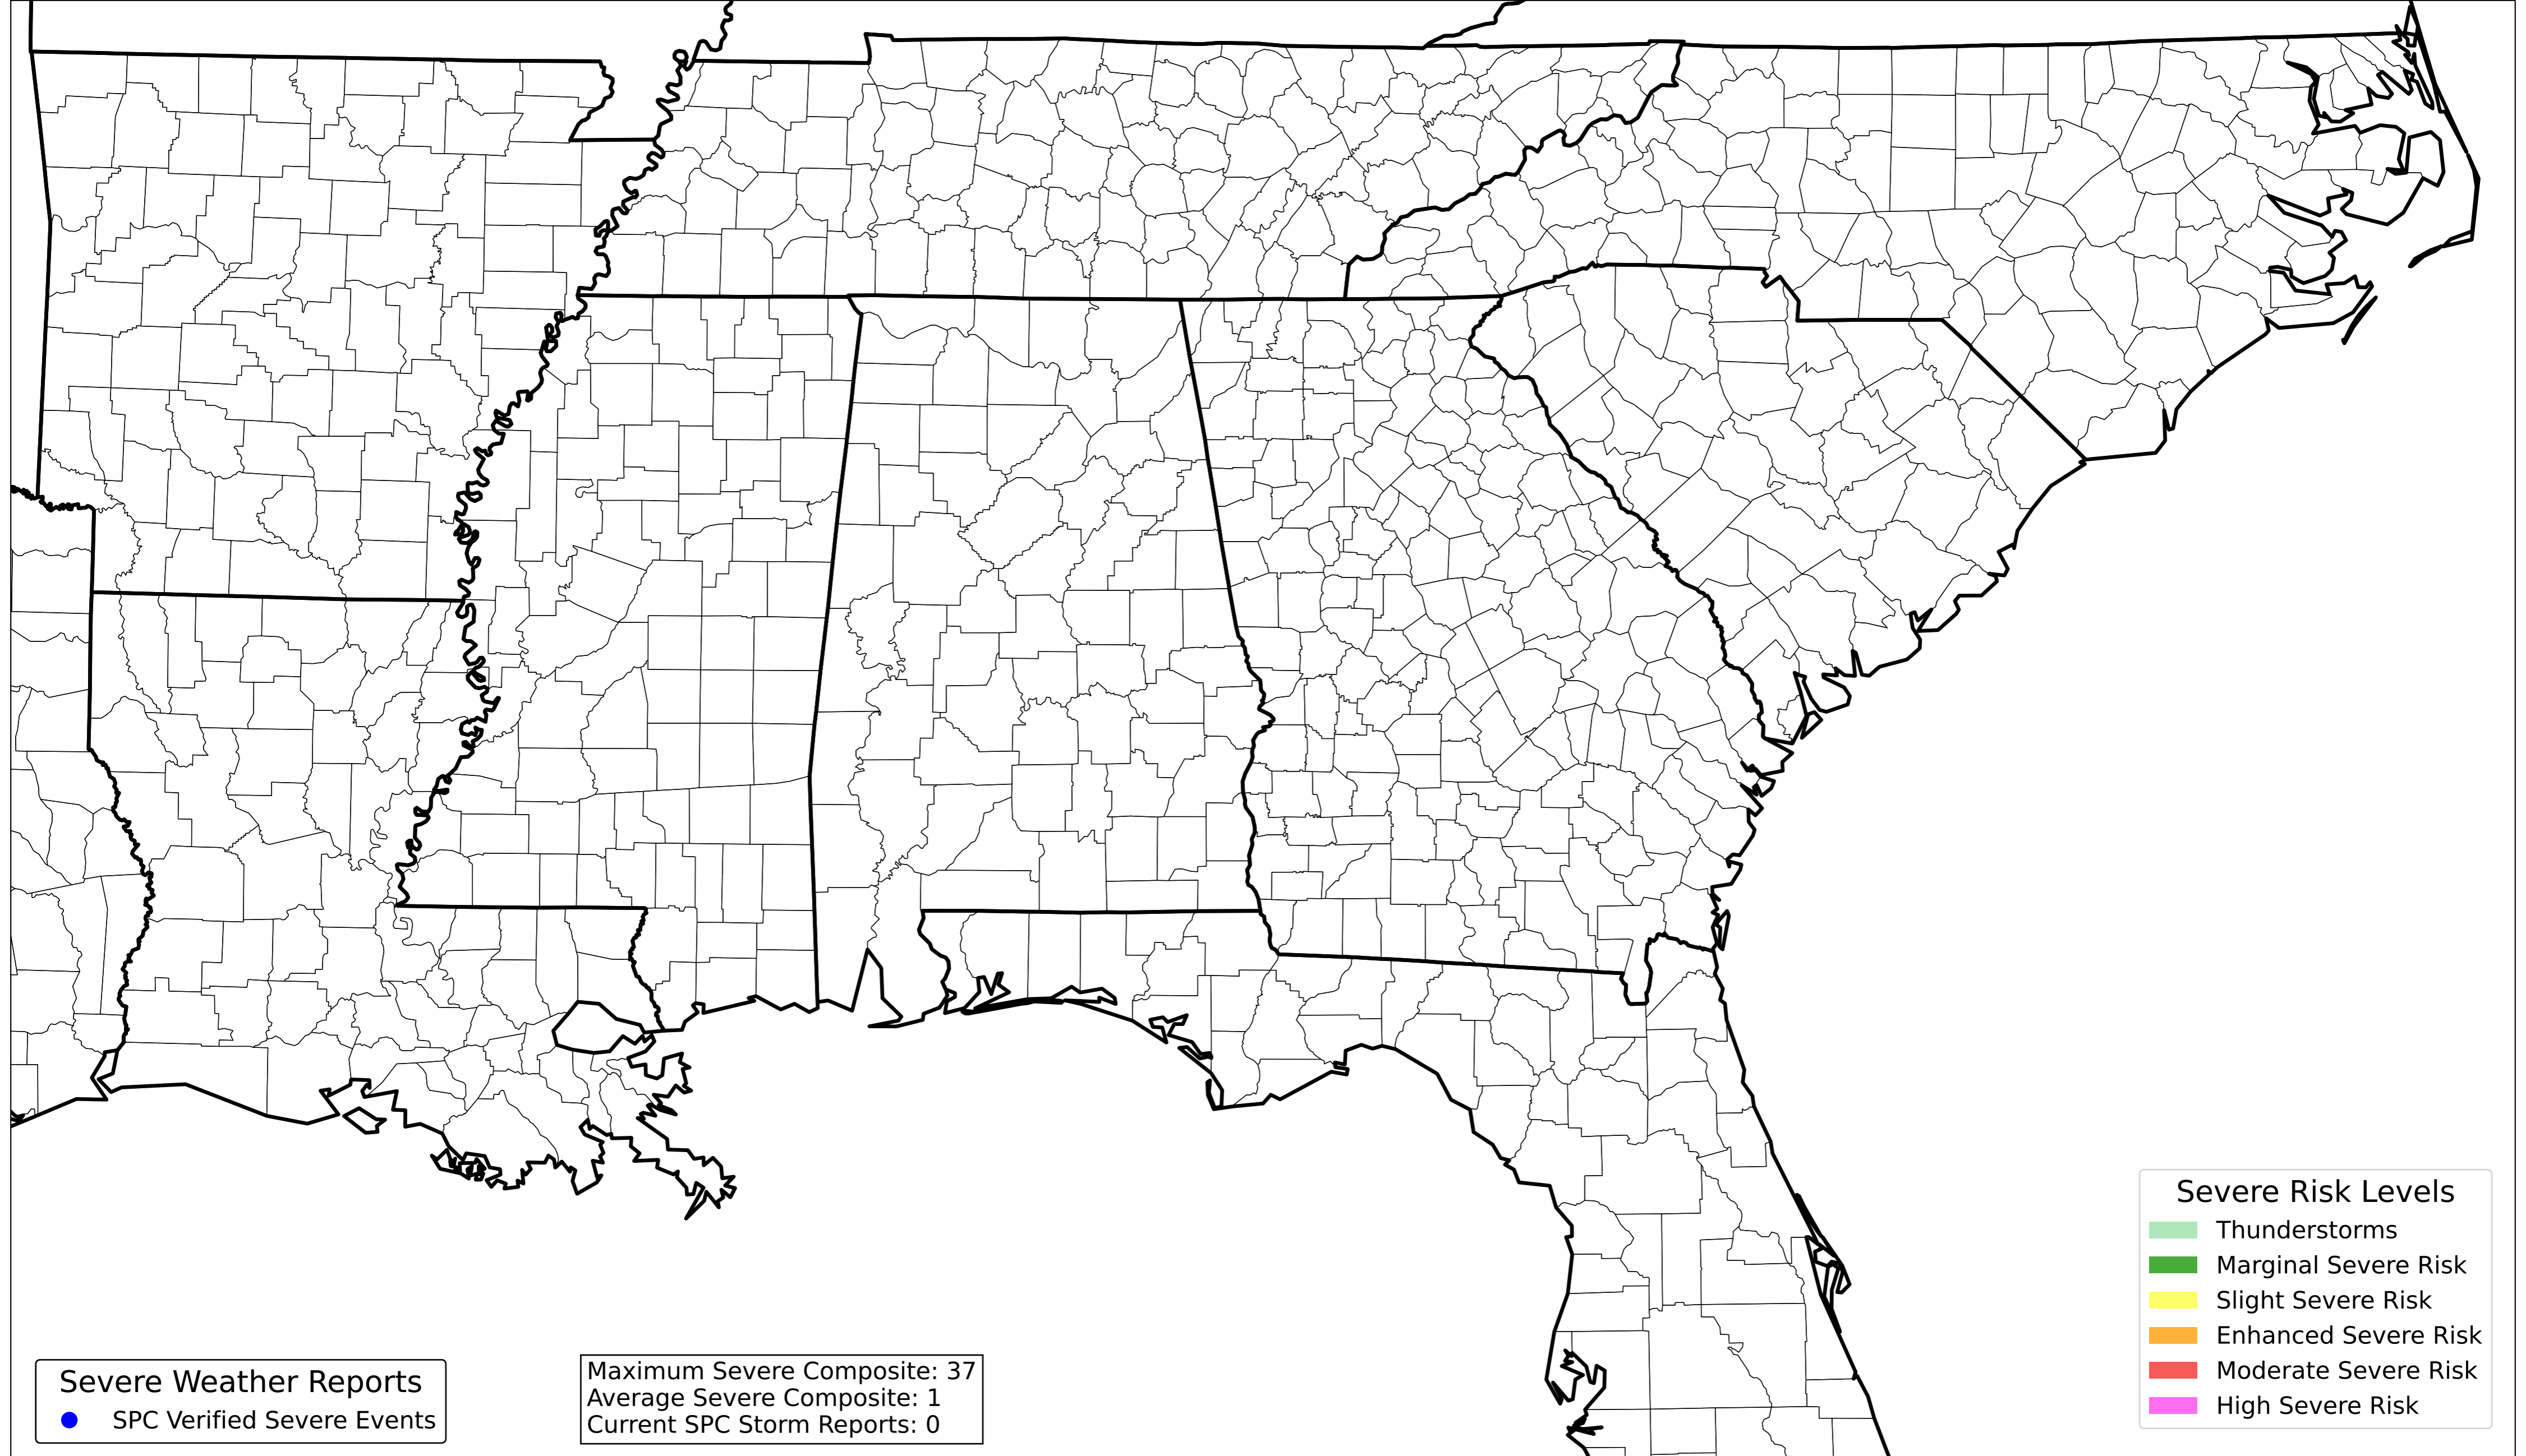 Severe Risk Levels
Thunderstorms
Marginal Severe Risk
Slight Severe Risk
Enhanced Severe Risk
Moderate Severe Risk
High Severe Risk
Severe Weather Reports
SPC Verified Severe Events
Maximum Severe Composite: 37
Average Severe Composite: 1
Current SPC Storm Reports: 0